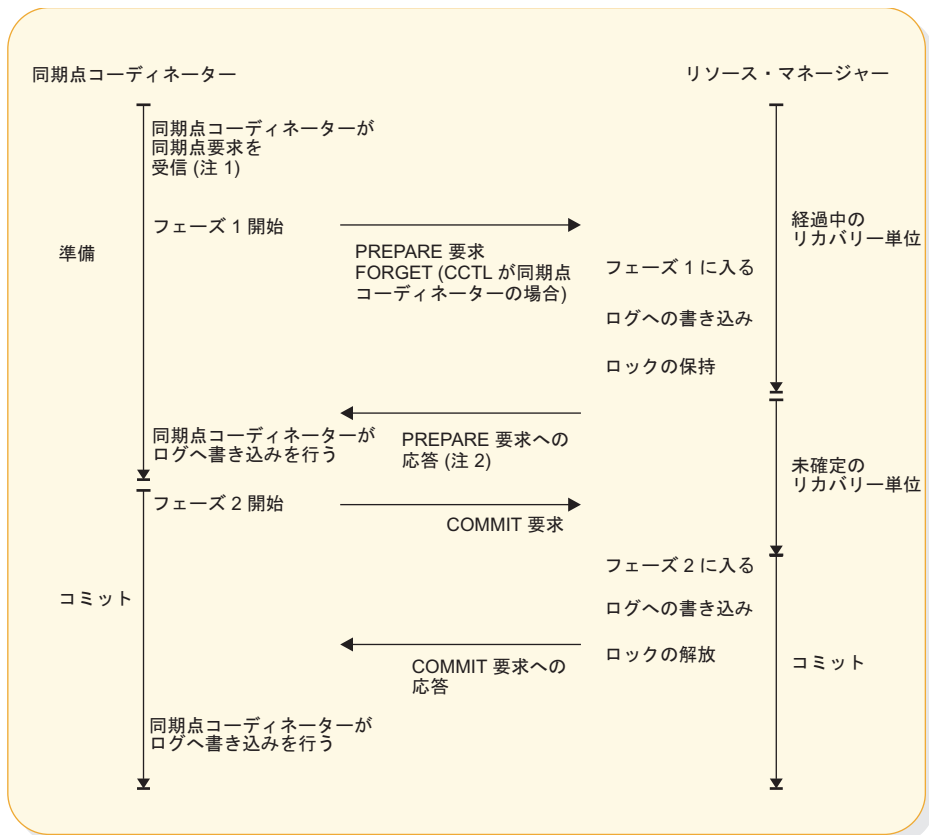 同期点コーディネーター
リソース・マネージャー
同期点コーディネーターが
同期点要求を
受信 (注 1)
フェーズ 1 開始
準備
PREPARE 要求
FORGET (CCTL が同期点
コーディネーターの場合)
経過中の
リカバリー単位
フェーズ 1 に入る
ログへの書き込み
ロックの保持
同期点コーディネーターが
ログへ書き込みを行う
PREPARE 要求への
応答 (注 2)
未確定の
リカバリー単位
フェーズ 2 開始
COMMIT 要求
フェーズ 2 に入る
コミット
ログへの書き込み
ロックの解放
コミット
COMMIT 要求への
応答
同期点コーディネーターが
ログへ書き込みを行う